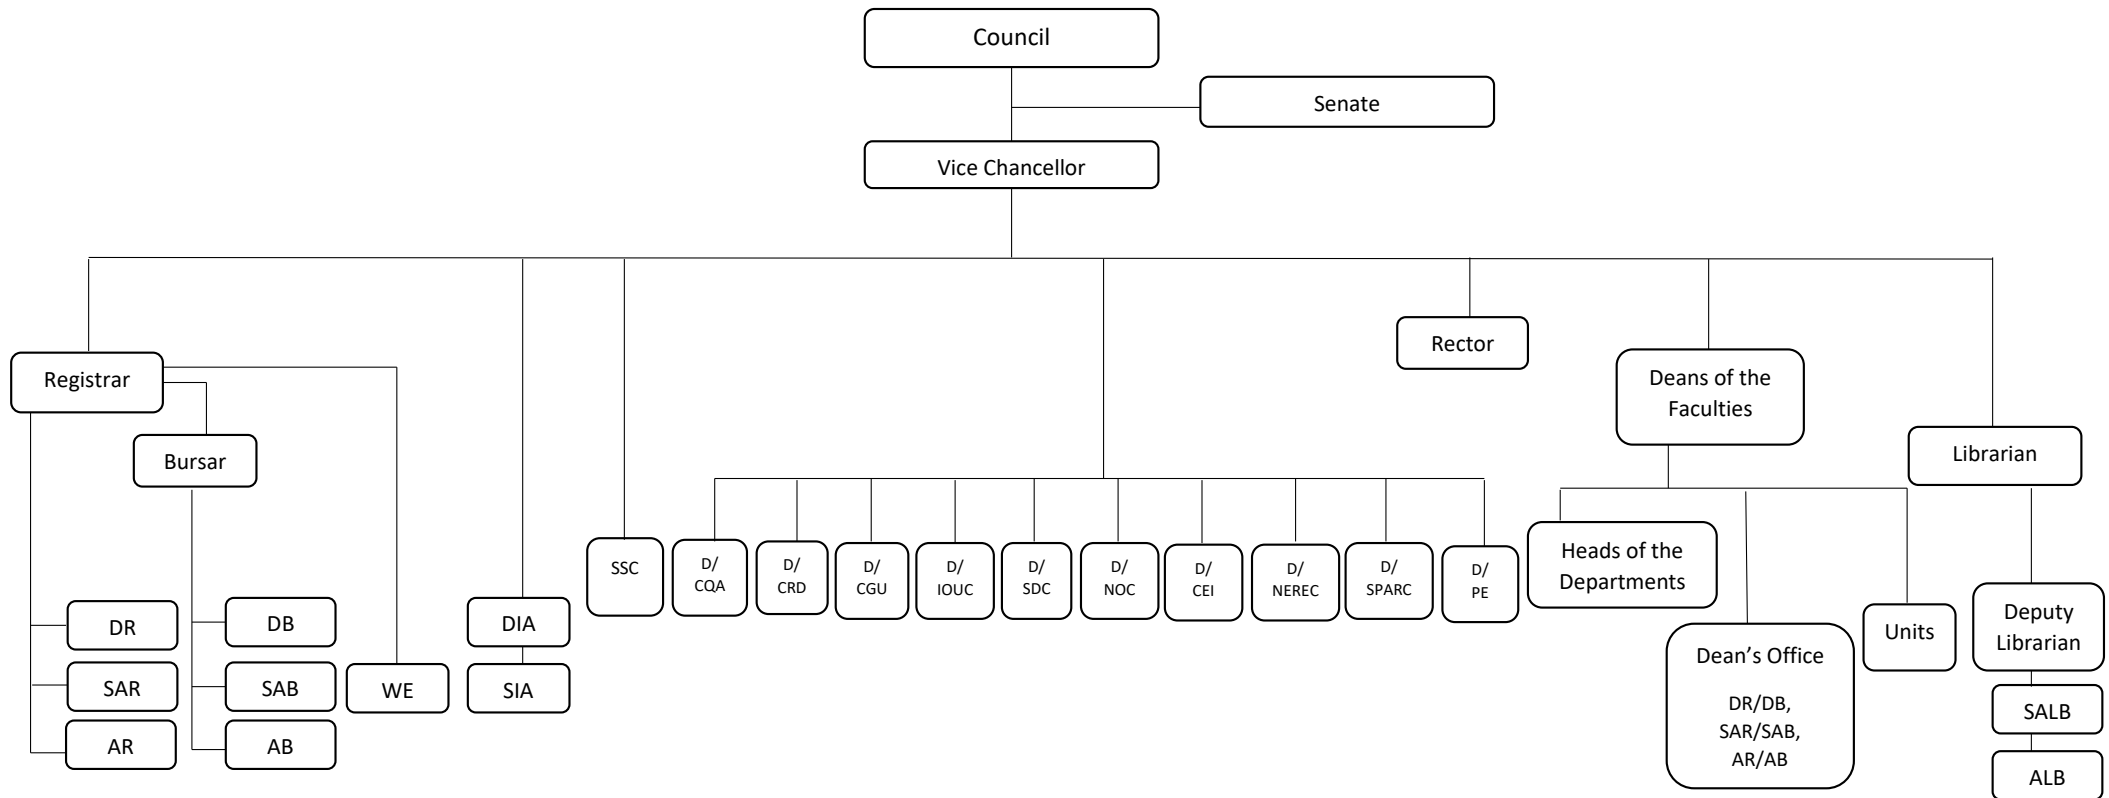 Council
Senate
Vice Chancellor
Rector
Registrar
Deans of the
Faculties
Bursar
Librarian
SSC
D/
CQA
D/
CRD
D/
CGU
D/
IOUC
D/
SDC
D/
NOC
D/
CEI
D/
NEREC
D/
SPARC
D/
PE
Heads of the
Departments
DR
DB
DIA
Units
Deputy
Librarian
Dean’s Office
DR/DB,
SAR/SAB,
AR/AB
SAR
SAB
WE
SIA
SALB
AR
AB
ALB